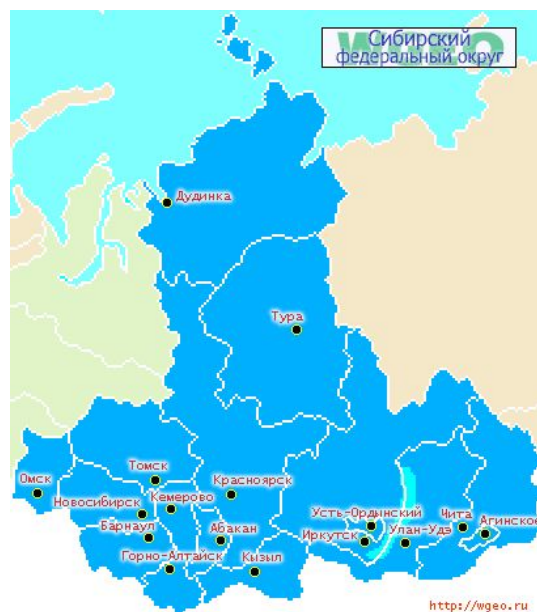 WGEO
Сибирский
федеральный округ
Дудинка
Тура
Томск
Омск
Красноярск
Новосибирск
Кемерово
Усть-Ордынский
Чита
Барнаул
Абакан
Иркутск
Улан-Удэ
Агинское
Горно-Алтайск
Кызыл
http://wgeo.ru